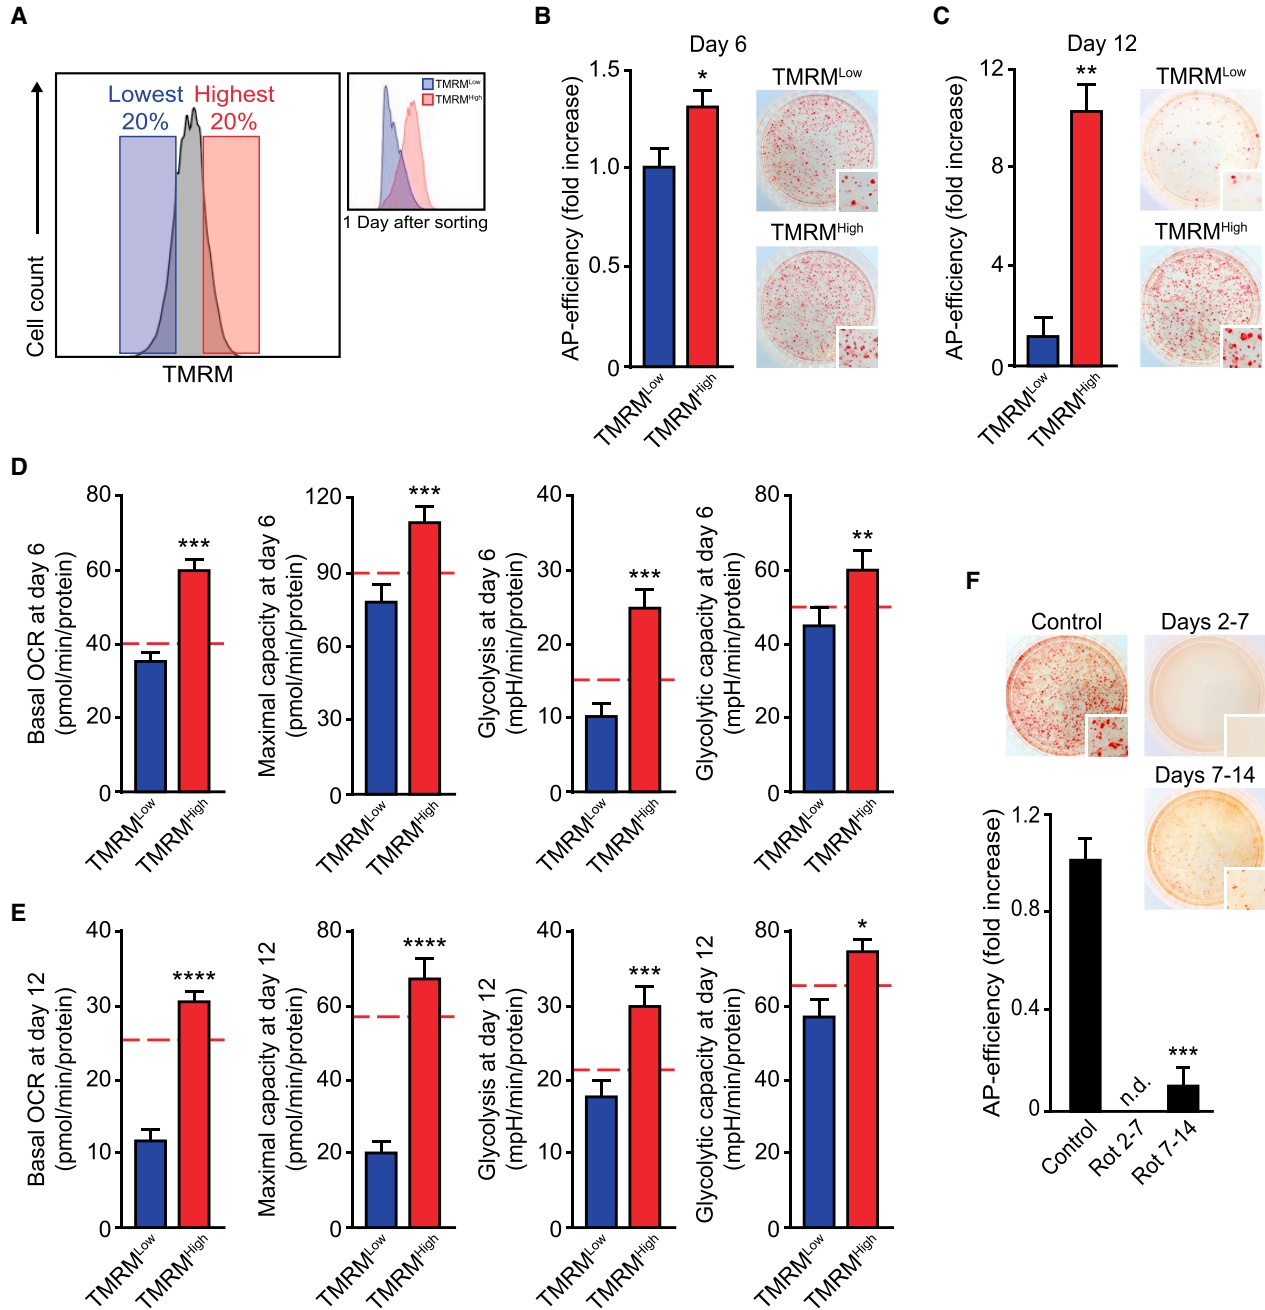 A
Lowest 20%
Highest 20%
Cell count
TMRM
TMRMLow
TMRMHigh
1 Day after sorting
B
Day 6
AP-efficiency (fold increase)
1.5
1.0
0.5
0
*
TMRMLow
TMRMHigh
TMRMLow
TMRMHigh
C
Day 12
AP-efficiency (fold increase)
12
8
4
0
**
TMRMLow
TMRMHigh
TMRMLow
TMRMHigh
D
Basal OCR at day 6
(pmol/min/protein)
80
60
40
20
0
***
TMRMLow
TMRMHigh
Maximal capacity at day 6
(pmol/min/protein)
120
90
60
30
0
***
TMRMLow
TMRMHigh
Glycolysis at day 6
(mpH/min/protein)
40
30
20
10
0
***
TMRMLow
TMRMHigh
Glycolytic capacity at day 6
(mpH/min/protein)
80
60
40
20
0
**
TMRMLow
TMRMHigh
E
Basal OCR at day 12
(pmol/min/protein)
40
30
20
10
0
****
TMRMLow
TMRMHigh
Maximal capacity at day 12
(pmol/min/protein)
80
60
40
20
0
****
TMRMLow
TMRMHigh
Glycolysis at day 12
(mpH/min/protein)
40
30
20
10
0
***
TMRMLow
TMRMHigh
Glycolytic capacity at day 12
(mpH/min/protein)
80
60
40
20
0
*
TMRMLow
TMRMHigh
F
Control
Days 2-7
Days 7-14
AP-efficiency (fold increase)
1.2
0.8
0.4
0
n.d.
***
Control
Rot 2-7
Rot 7-14